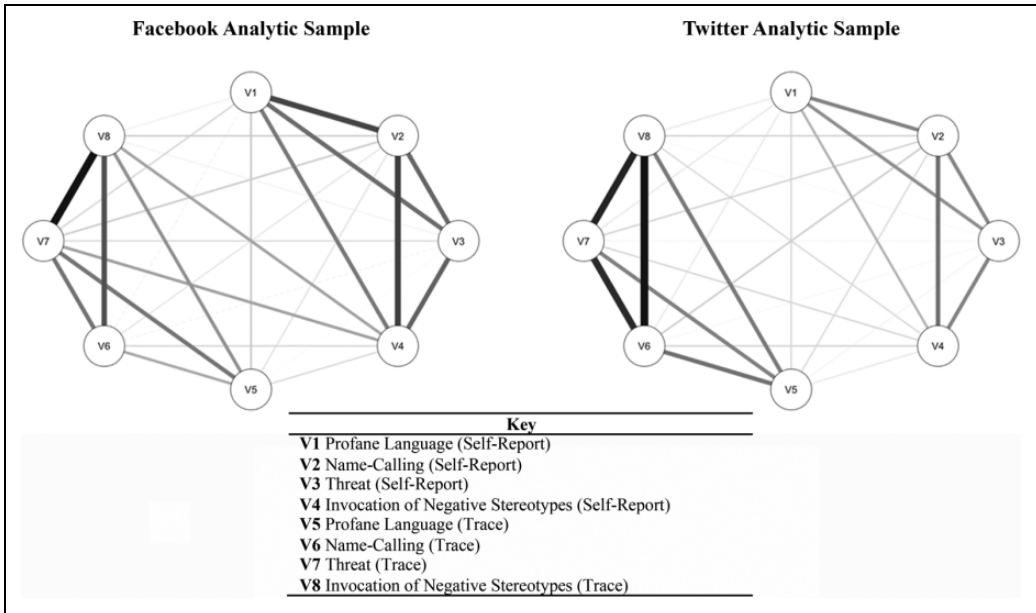 Facebook Analytic Sample
Twitter Analytic Sample
V1
V2
V3
V4
V5
V6
V7
V8
V1
V2
V3
V4
V5
V6
V7
V8
Key
V1 Profane Language (Self-Report)
V2 Name-Calling (Self-Report)
V3 Threat (Self-Report)
V4 Invocation of Negative Stereotypes (Self-Report)
V5 Profane Language (Trace)
V6 Name-Calling (Trace)
V7 Threat (Trace)
V8 Invocation of Negative Stereotypes (Trace)